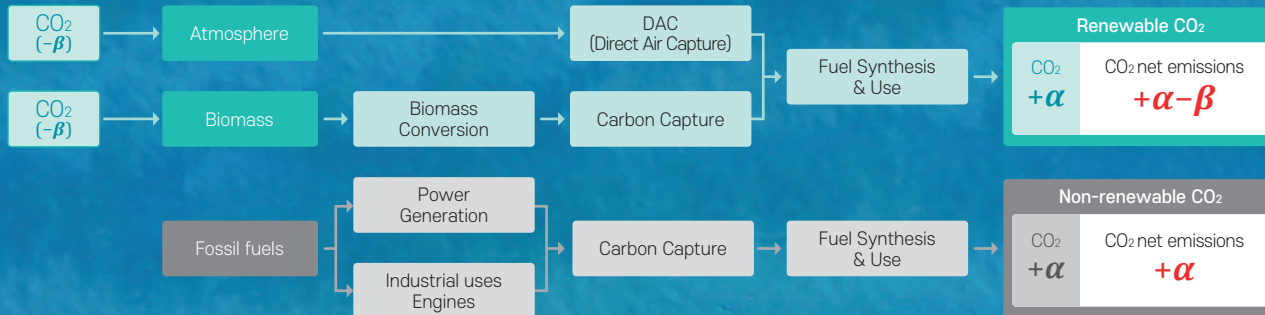 CO₂
(-β)
Atmosphere
DAC
(Direct Air Capture)
CO₂
(-β)
Biomass
Biomass
Conversion
Carbon Capture
Fuel Synthesis
& Use
Renewable CO₂
CO₂
+α
CO₂ net emissions
+α-β
Fossil fuels
Power
Generation
Industrial uses
Engines
Carbon Capture
Fuel Synthesis
& Use
Non-renewable CO₂
CO₂
+α
CO₂ net emissions
+α